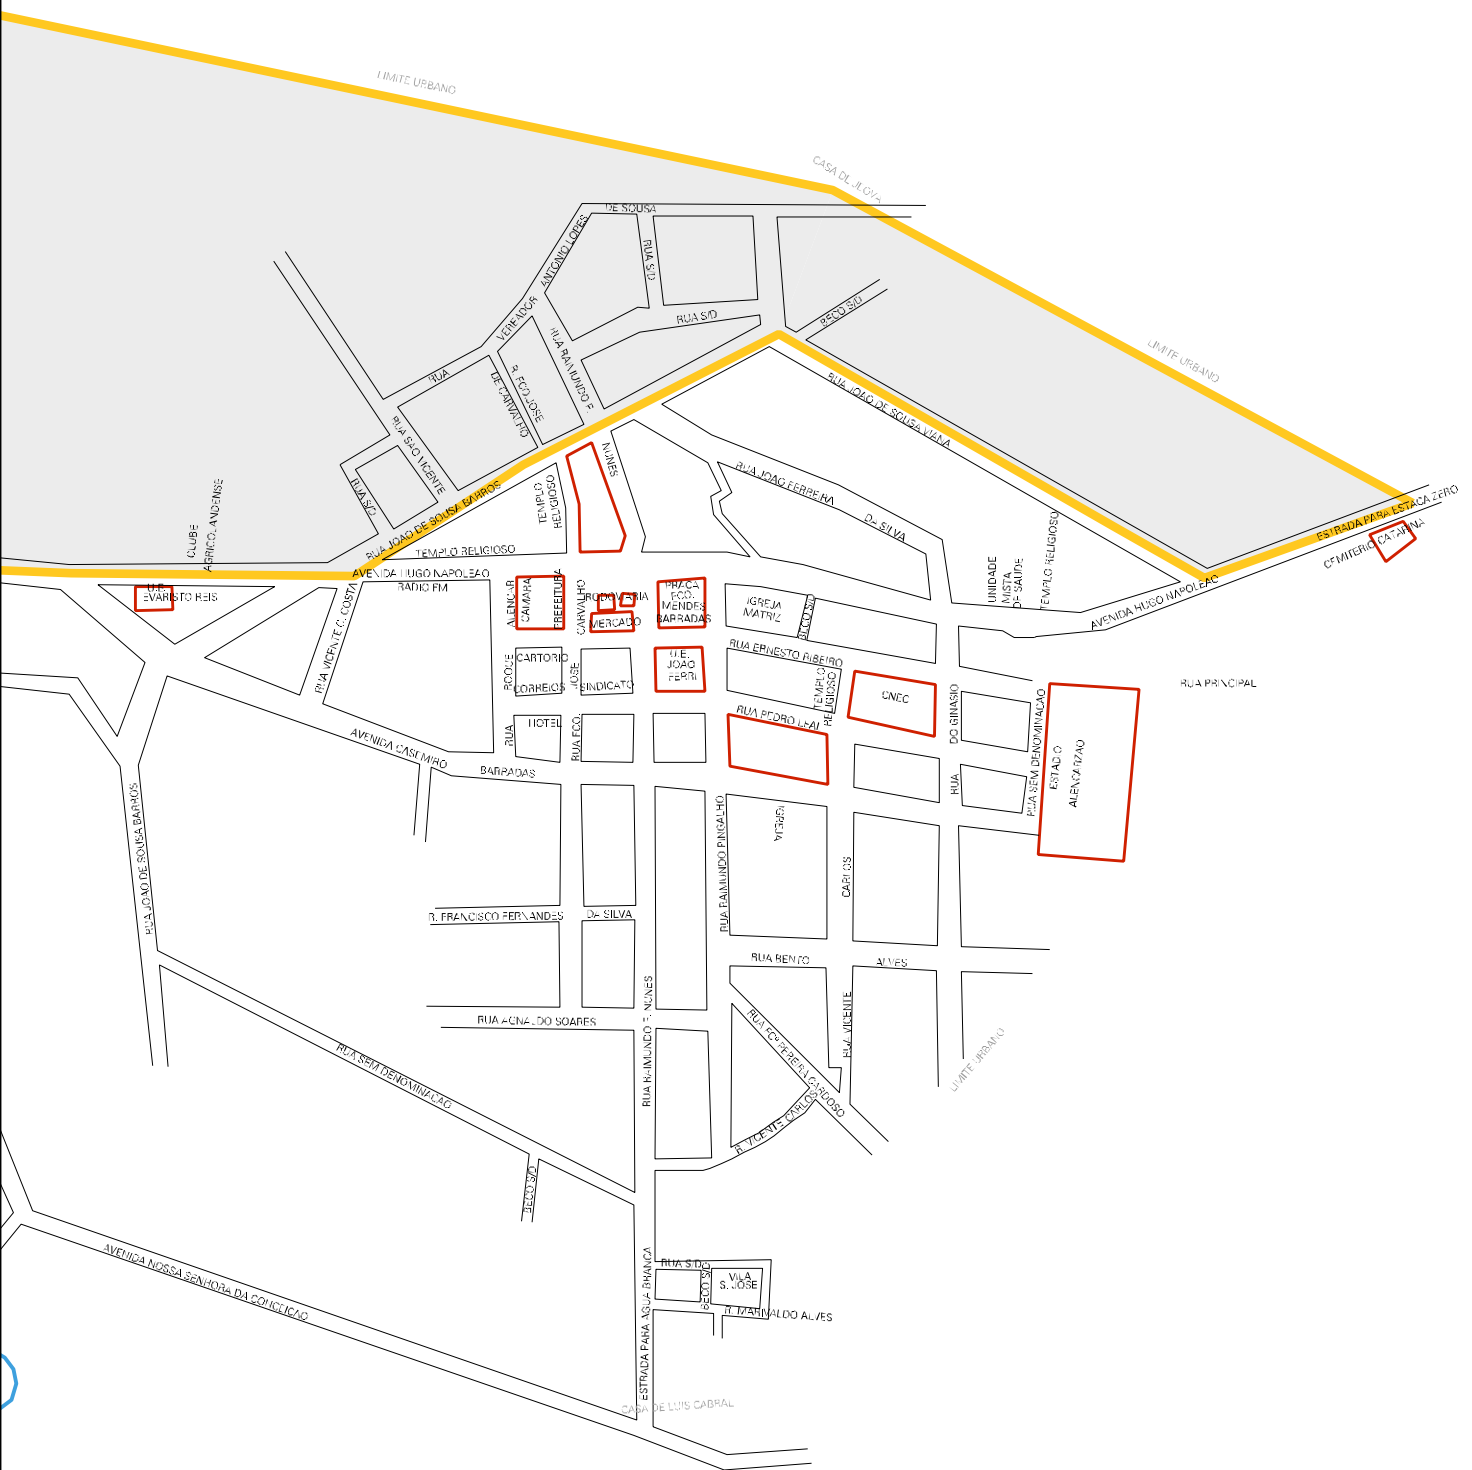 LIMITE URBANO
CASA DE JEOVA
DE SOUSA
ANTONIO LOPES
VEREADOR
RUA
RUA S/D
RUA S/D
BECO S/D
LIMITE URBANO
RUA RAIMUNDO F.
R. FCO JOSE
DE CARVALHO
RUA SAO VICENTE
RUA S/D
RUA JOAO DE SOUSA VIANA
NUNES
RUA JOAO FERREIRA
DA SILVA
CLUBE
AGRICOLANDENSE
RUA JOAO DE SOUSA BARROS
TEMPLO
RELIGIOSO
TEMPLO RELIGIOSO
ESTRADA PARA ESTACA ZERO
CEMITERIO CATARINA
AVENIDA HUGO NAPOLEAO
RADIO FM
U.E.
EVARISTO REIS
RUA VICENTE C. COSTA
ALENCAR
CAMARA
PREFEITURA
CARVALHO
RODOVIARIA
MERCADO
PRACA
FCO.
MENDES
BARRADAS
IGREJA
MATRIZ
BECO S/D
UNIDADE
MISTA
DE SAUDE
TEMPLO RELIGIOSO
AVENIDA HUGO NAPOLEAO
RUA ERNESTO RIBEIRO
ROQUE
CARTORIO
CORREIOS
JOSE
SINDICATO
U.E.
JOAO
FERRI
TEMPLO
RELIGIOSO
CNEC
RUA PRINCIPAL
RUA PEDRO LEAL
RUA
HOTEL
RUA FCO.
DO GINASIO
RUA SEM DENOMINACAO
ESTADIO
ALENCARZAO
AVENIDA CASEMIRO
BARRADAS
RUA
RUA JOAO DE SOUSA BARROS
RUA RAIMUNDO PINGALHO
IGREJA
CARLOS
R. FRANCISCO FERNANDES
DA SILVA
RUA BENTO
ALVES
RUA AGNALDO SOARES
RUA RAIMUNDO F. NUNES
RUA VICENTE
RUA FCº PEREIRA CARDOSO
LIMITE URBANO
RUA SEM DENOMINACAO
R. VICENTE CARLOS
BECO S/D
AVENIDA NOSSA SENHORA DA CONCEICAO
ESTRADA PARA AGUA BRANCA
RUA S/D
BECO S/D
VILA
S. JOSE
R. MARIVALDO ALVES
CASA DE LUIS CABRAL